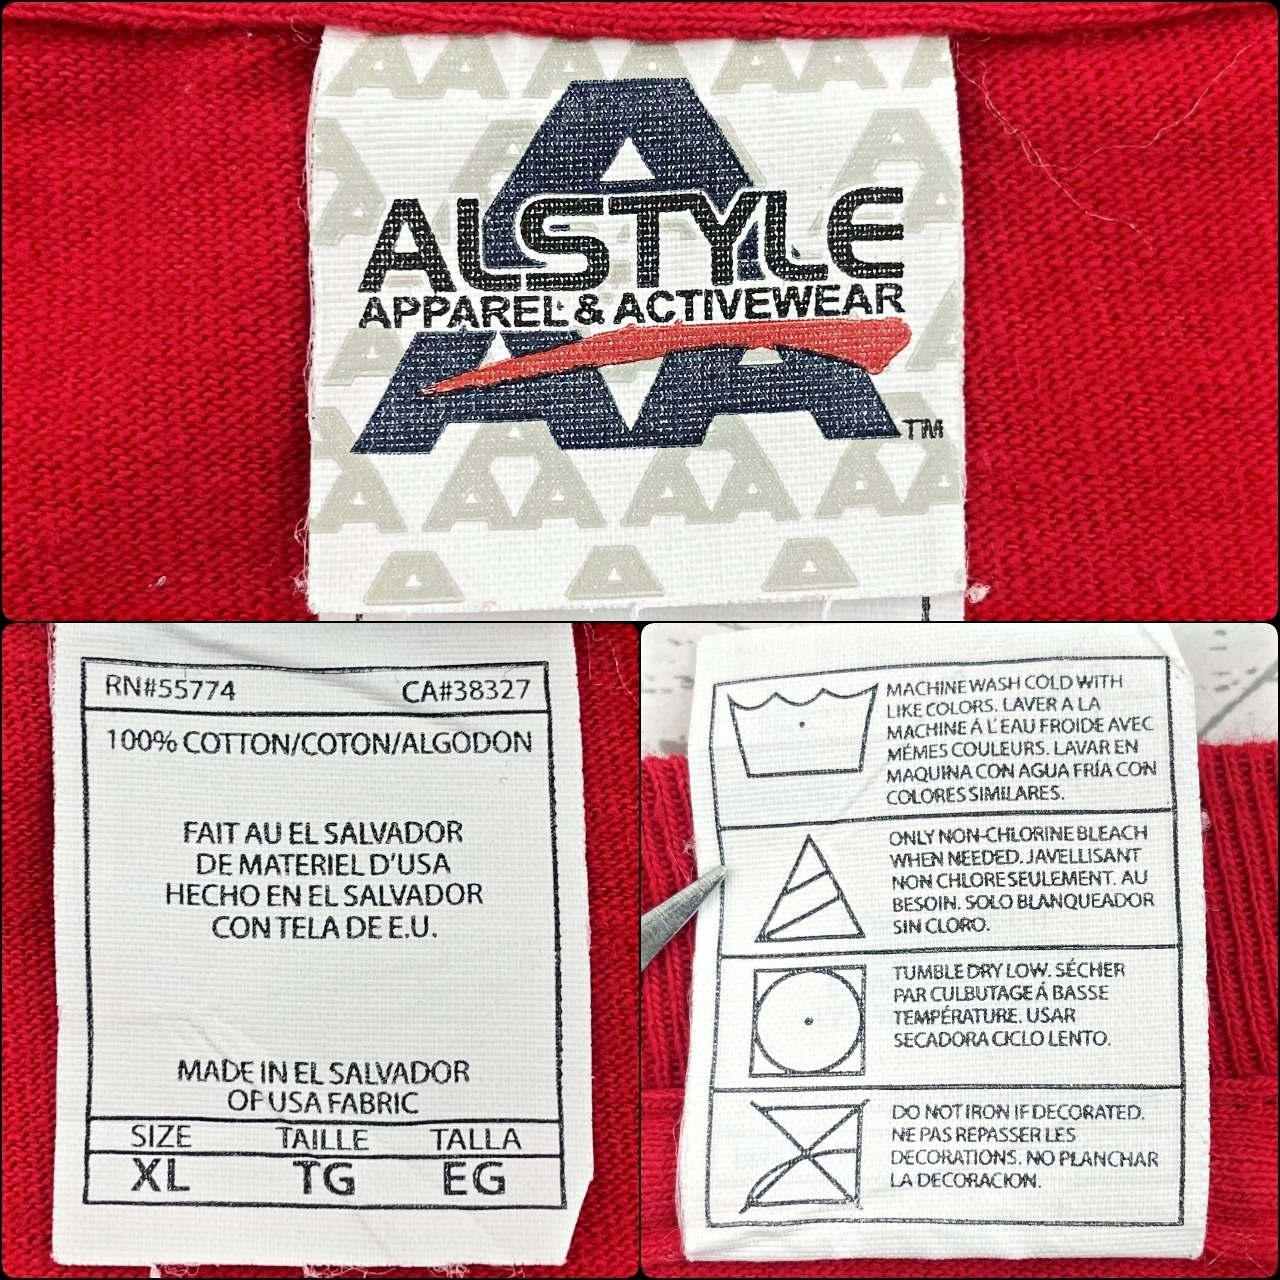 ALSTYLE
APPAREL & ACTIVEWEAR
AAA
TM
RN#55774 CA#38327
100% COTTON/COTON/ALGODON
FAIT AU EL SALVADOR
DE MATERIEL D'USA
HECHO EN EL SALVADOR
CON TELA DE E.U.
MADE IN EL SALVADOR
OF USA FABRIC
SIZE TAILLE TALLA
XL TG EG
MACHINE WASH COLD WITH
LIKE COLORS. LAVER A LA
MACHINE Á L'EAU FROIDE AVEC
MÉMES COULEURS. LAVAR EN
MAQUINA CON AGUA FRÍA CON
COLORES SIMILARES.
ONLY NON-CHLORINE BLEACH
WHEN NEEDED. JAVELLISANT
NON CHLORE SEULEMENT. AU
BESOIN. SOLO BLANQUEADOR
SIN CLORO.
TUMBLE DRY LOW. SÉCHER
PAR CULBUTAGE Á BASSE
TEMPÉRATURE. USAR
SECADORA CICLO LENTO.
DO NOT IRON IF DECORATED.
NE PAS REPASSER LES
DECORATIONS. NO PLANCHAR
LA DECORACION.